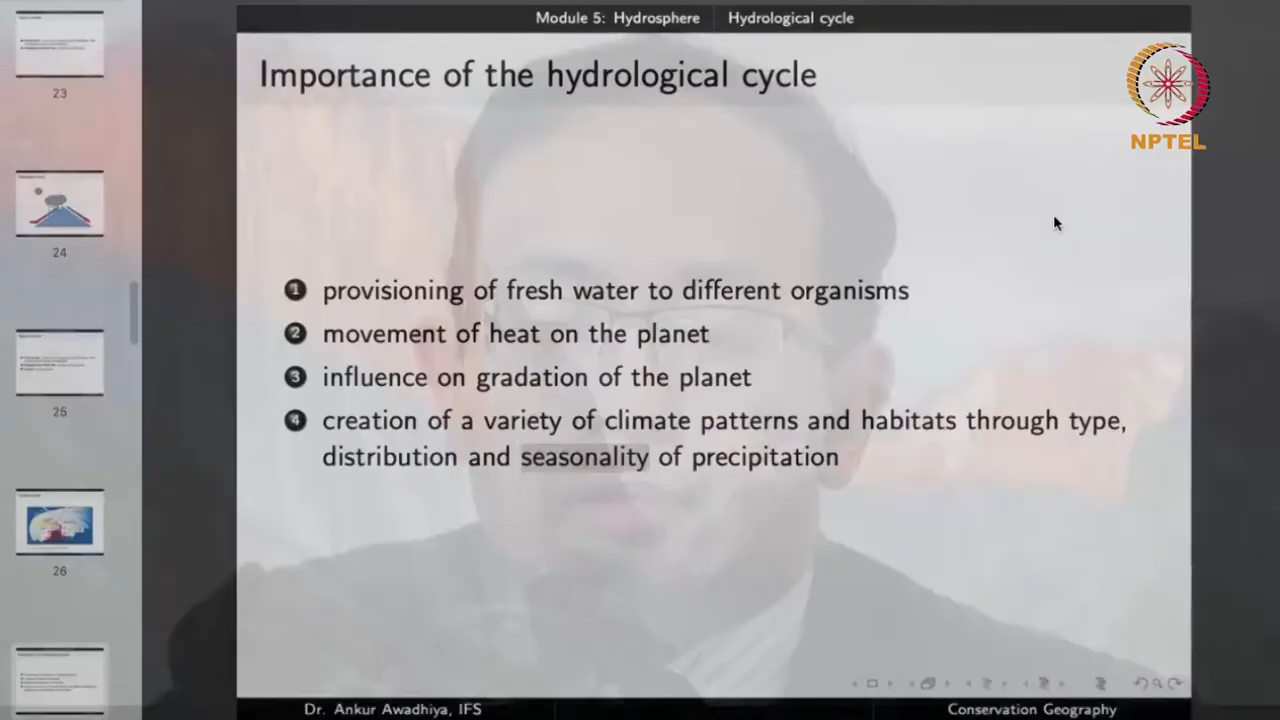 Module 5: Hydrosphere Hydrological cycle
Importance of the hydrological cycle
NPTEL
1 provisioning of fresh water to different organisms
2 movement of heat on the planet
3 influence on gradation of the planet
4 creation of a variety of climate patterns and habitats through type,
distribution and seasonality of precipitation
23
24
25
26
Dr. Ankur Awadhiya, IFS Conservation Geography